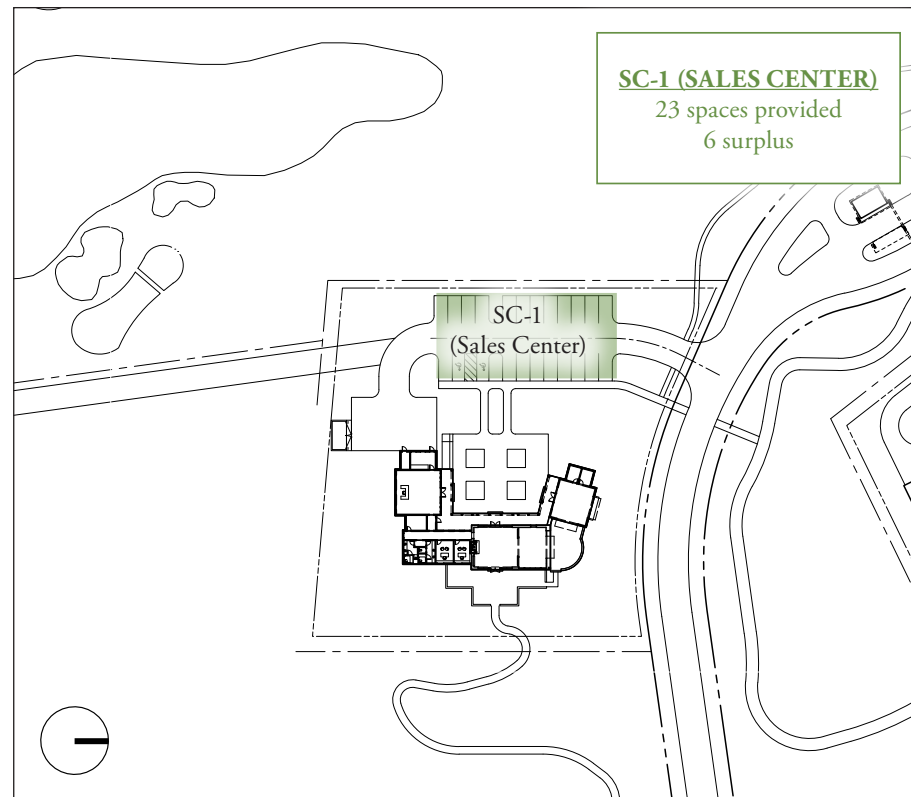 SC-1 (SALES CENTER)
23 spaces provided
6 surplus
SC-1
(Sales Center)